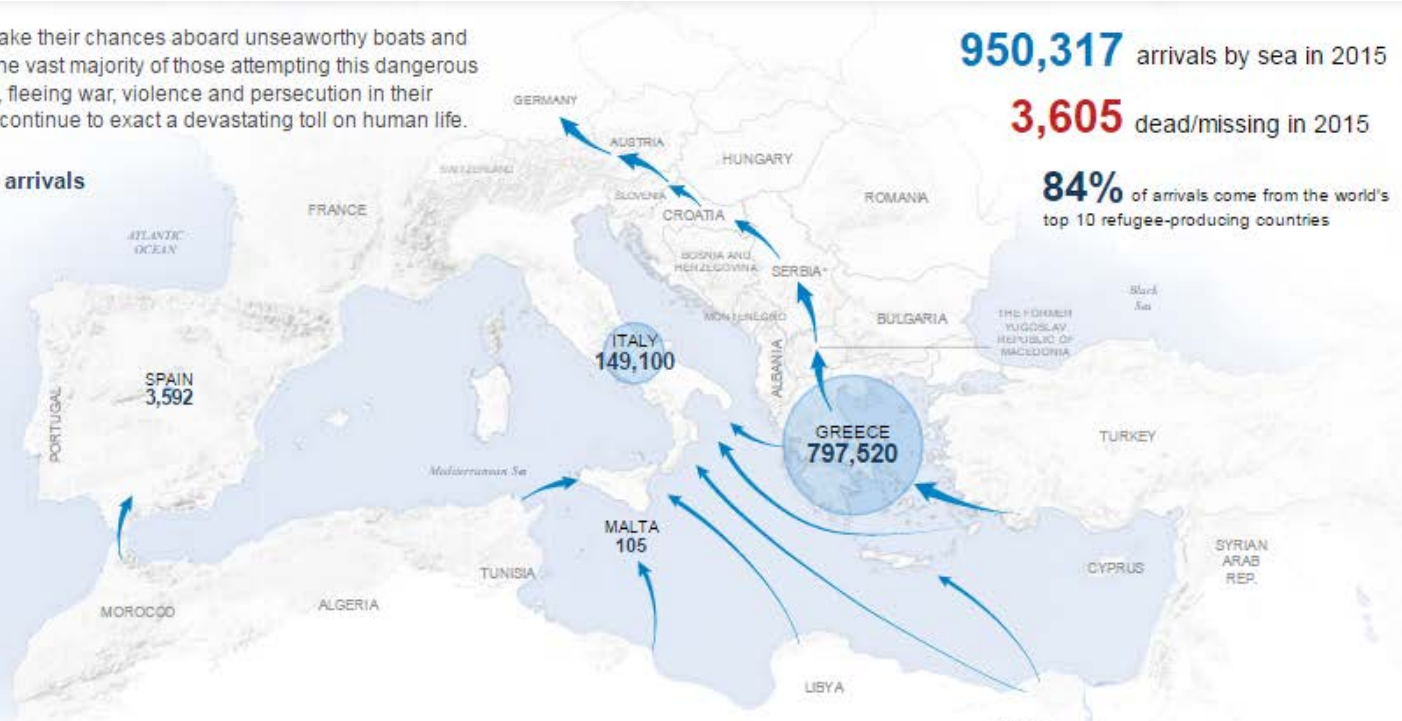 ake their chances aboard unseaworthy boats and
he vast majority of those attempting this dangerous
, fleeing war, violence and persecution in their
continue to exact a devastating toll on human life.
arrivals
950,317 arrivals by sea in 2015
3,605 dead/missing in 2015
84% of arrivals come from the world's
top 10 refugee-producing countries
GERMANY
AUSTRIA
HUNGARY
SWITZERLAND
SLOVENIA
ROMANIA
FRANCE
CROATIA
ATLANTIC
OCEAN
BOSNIA AND
HERZEGOVINA
SERBIA*
Black
Sea
MONTENEGRO
BULGARIA
THE FORMER
YUGOSLAV
REPUBLIC OF
MACEDONIA
ITALY
149,100
ALBANIA
SPAIN
3,592
PORTUGAL
GREECE
797,520
TURKEY
Mediterranean Sea
MALTA
105
SYRIAN
ARAB
REP.
CYPRUS
TUNISIA
ALGERIA
MOROCCO
LIBYA